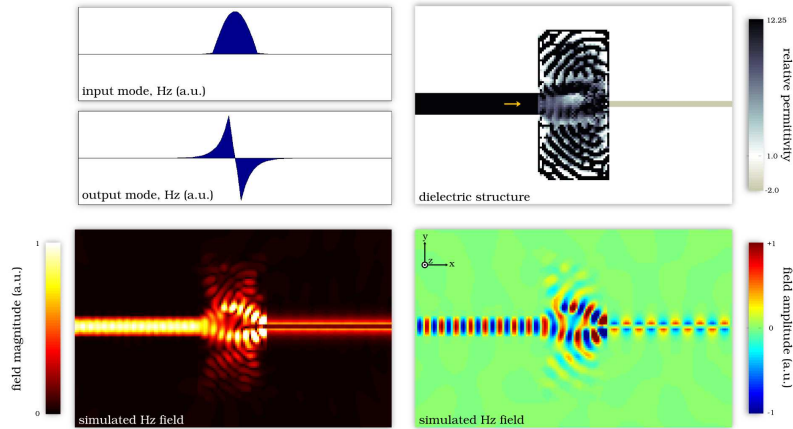 input mode, Hz (a.u.)
output mode, Hz (a.u.)
dielectric structure
12.25
1.0
-2.0
relative permittivity
1
0
field magnitude (a.u.)
simulated Hz field
y
z
x
simulated Hz field
+1
0
-1
field amplitude (a.u.)